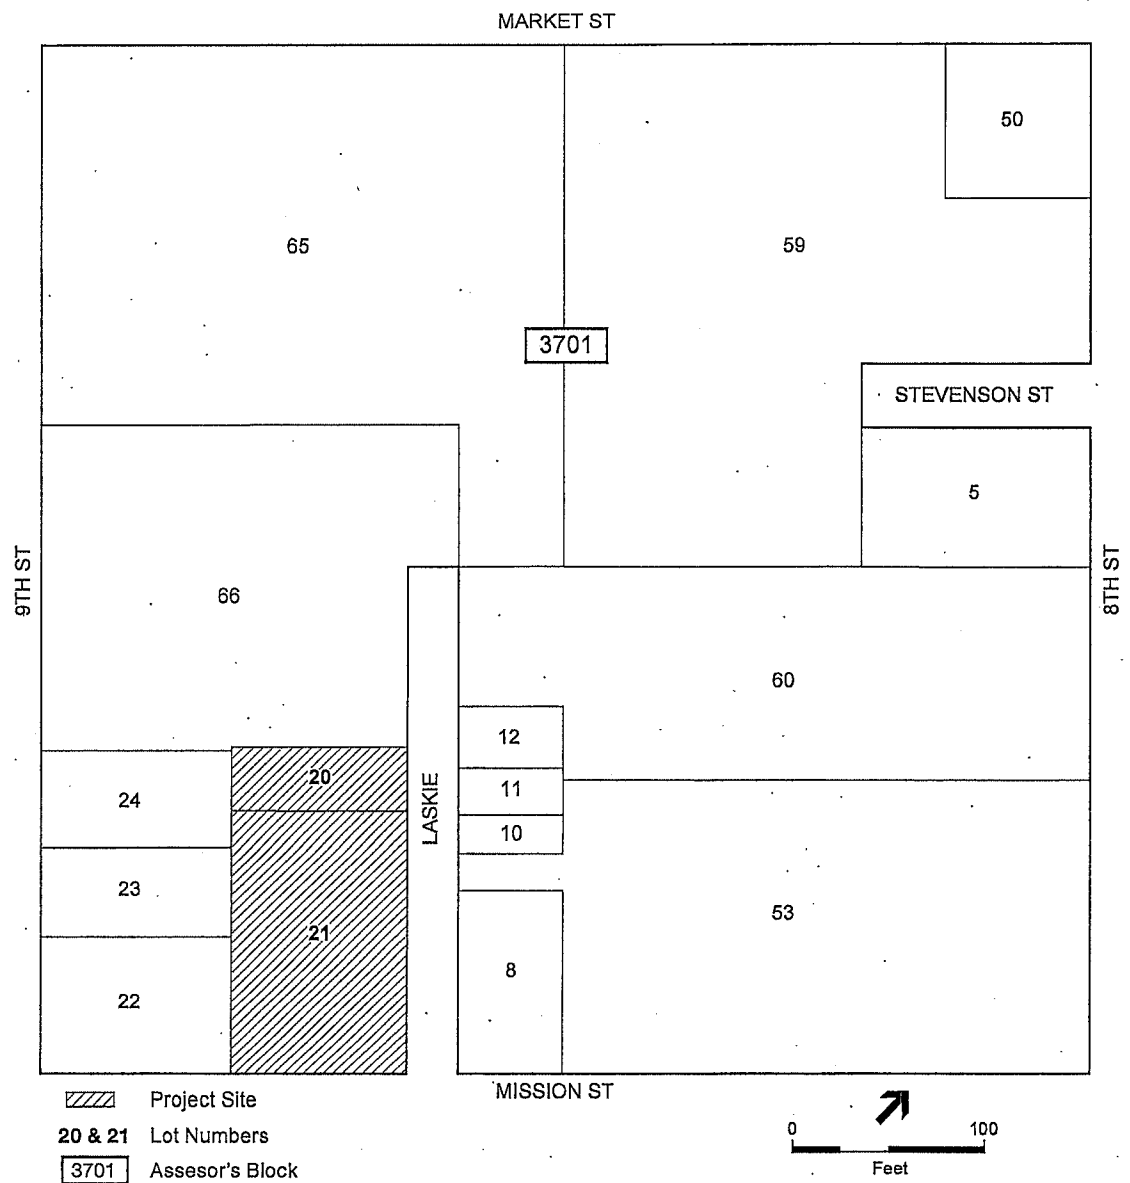 MARKET ST
50
65
59
3701
STEVENSON ST
5
9TH ST
66
8TH ST
60
12
20
11
24
LASKIE
10
23
53
21
8
22
MISSION ST
Project Site
20 & 21 Lot Numbers
3701 Assesor's Block
0 100
Feet